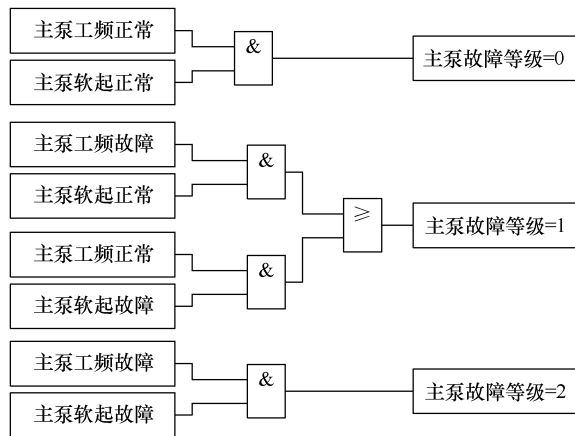 主泵工频正常
&
主泵故障等级=0
主泵软起正常
主泵工频故障
&
主泵软起正常
≥
主泵故障等级=1
主泵工频正常
&
主泵软起故障
主泵工频故障
&
主泵故障等级=2
主泵软起故障